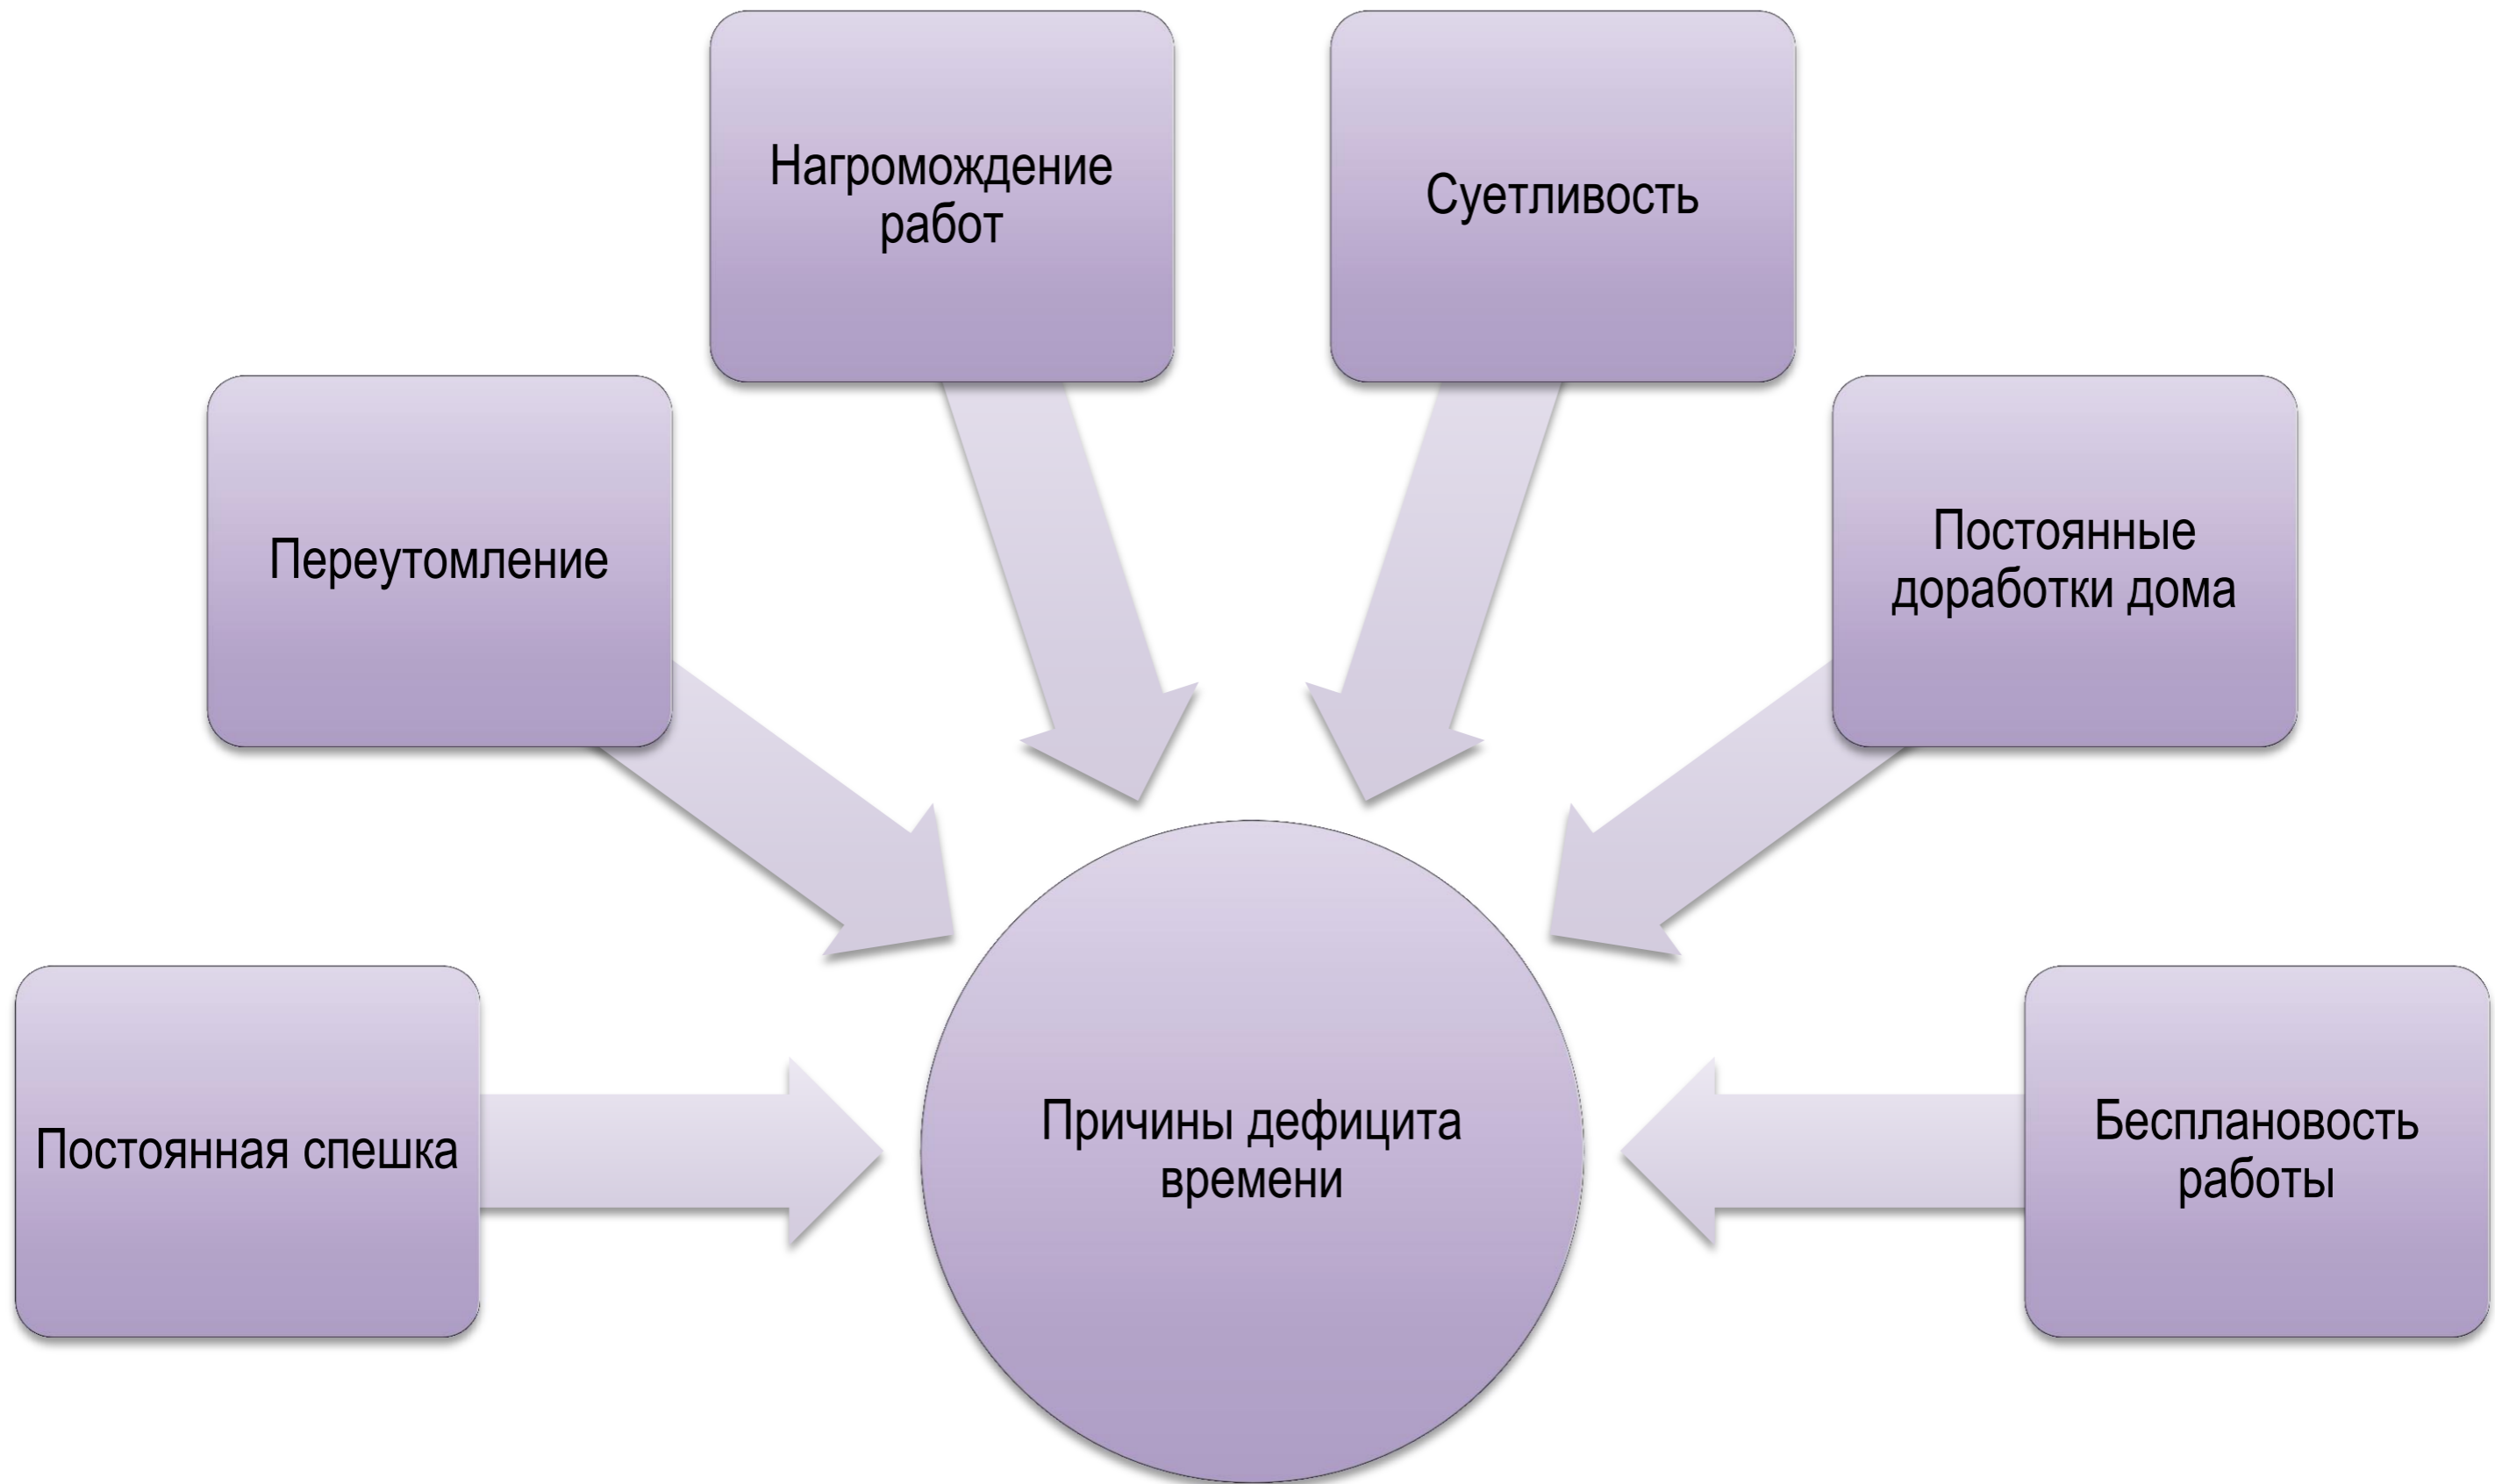 Нагромождение
работ
Суетливость
Переутомление
Постоянные
доработки дома
Постоянная спешка
Причины дефицита
времени
Бесплановость
работы